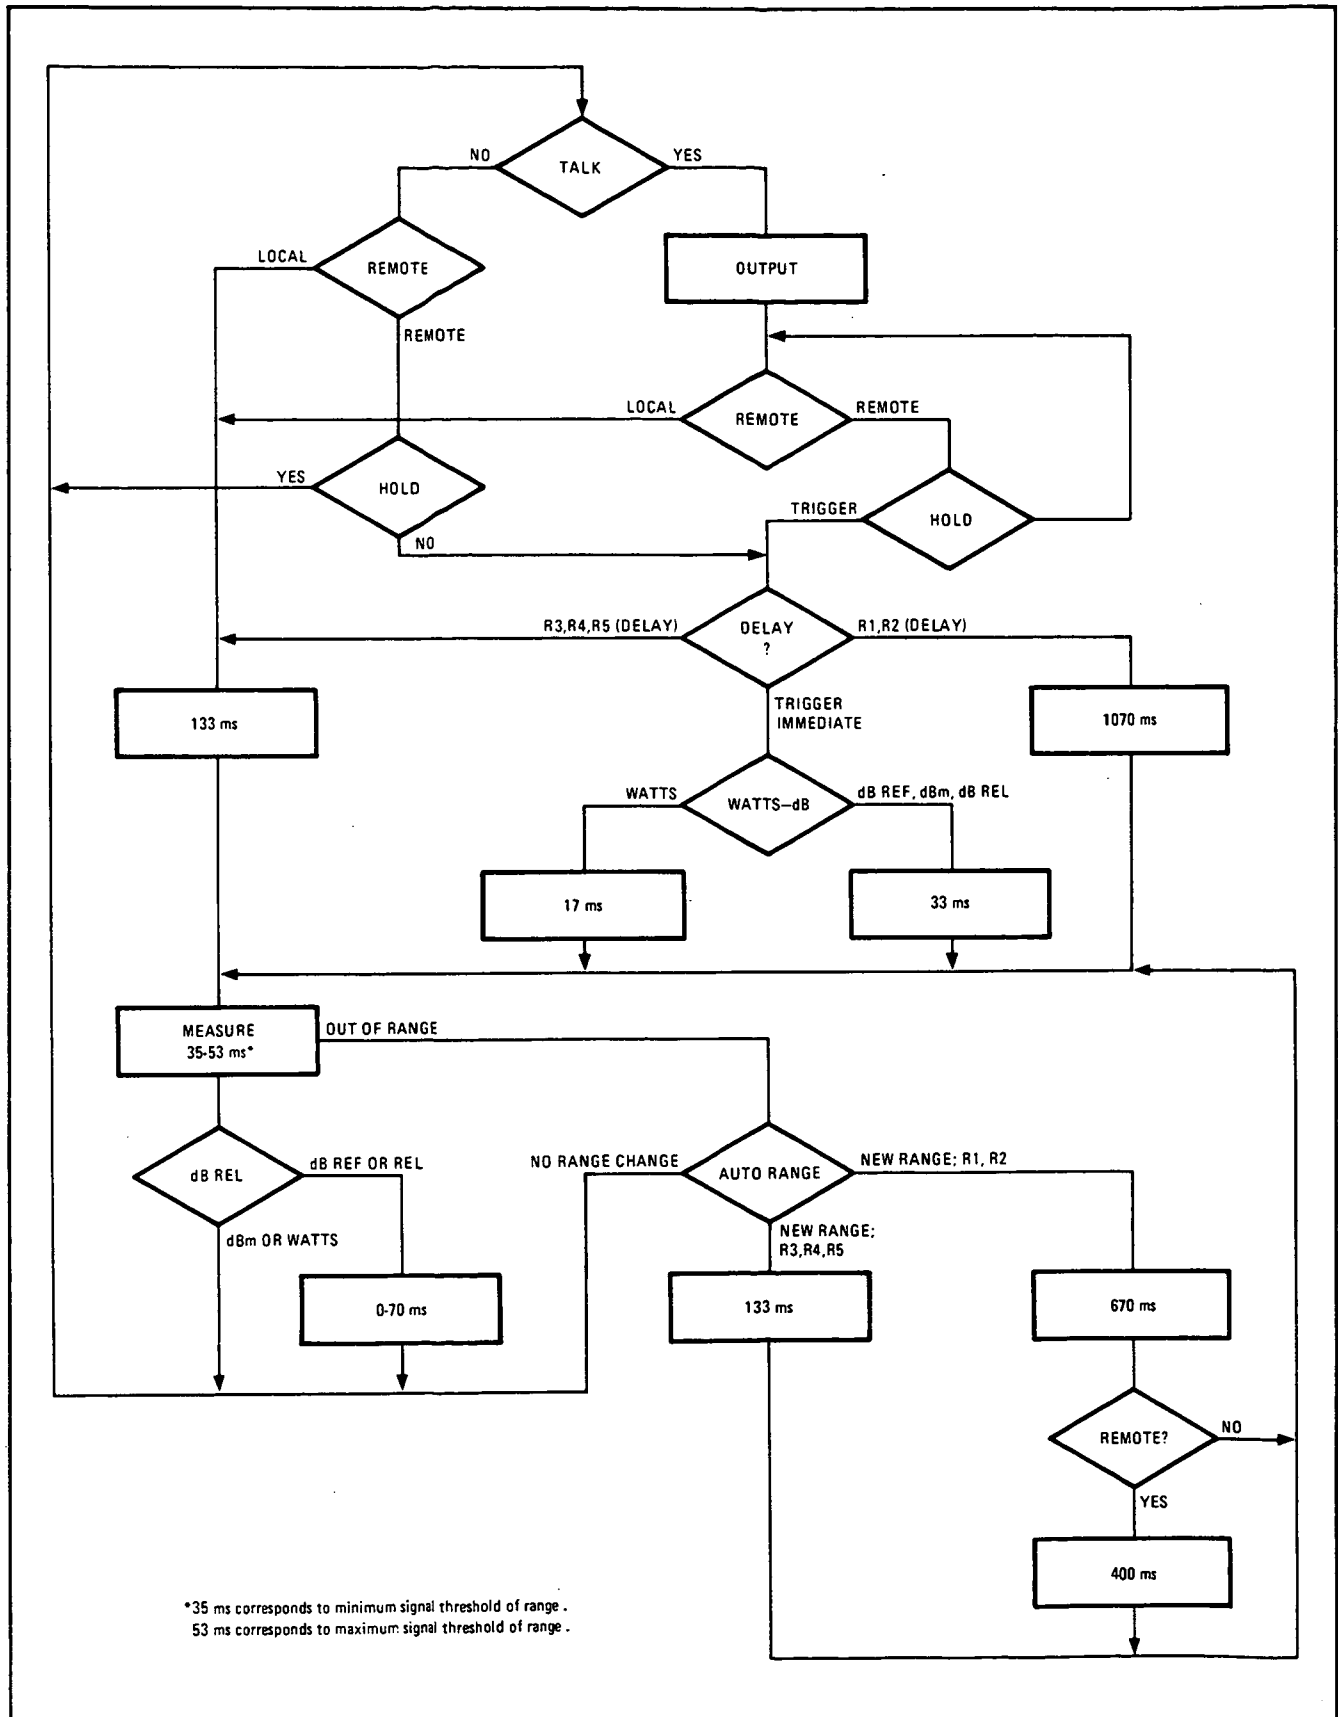 NO
TALK
YES
LOCAL
REMOTE
OUTPUT
REMOTE
LOCAL
REMOTE
REMOTE
YES
HOLD
TRIGGER
HOLD
NO
R3,R4,R5 (DELAY)
DELAY
?
R1,R2 (DELAY)
133 ms
TRIGGER
IMMEDIATE
1070 ms
WATTS
WATTS—dB
dB REF, dBm, dB REL
17 ms
33 ms
MEASURE
35-53 ms*
OUT OF RANGE
dB REL
dB REF OR REL
NO RANGE CHANGE
AUTO RANGE
NEW RANGE; R1, R2
dBm OR WATTS
NEW RANGE;
R3,R4,R5
0-70 ms
133 ms
670 ms
REMOTE?
NO
YES
400 ms
*35 ms corresponds to minimum signal threshold of range.
53 ms corresponds to maximum signal threshold of range.